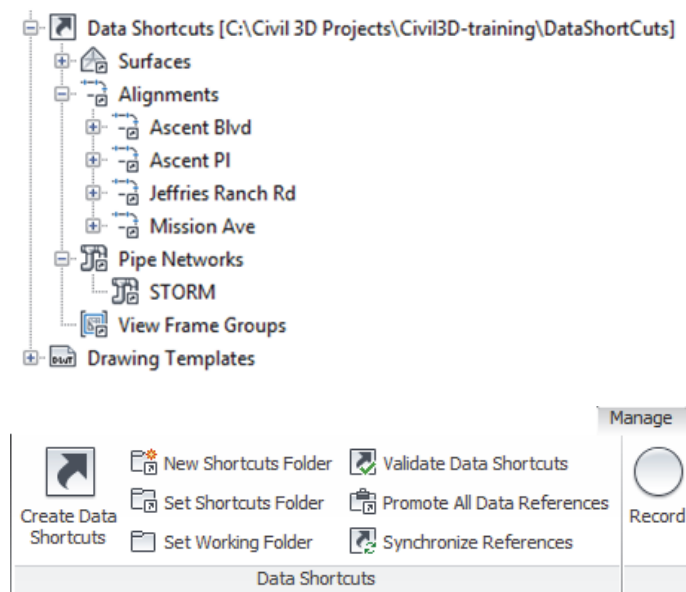 Data Shortcuts [C:\Civil 3D Projects\Civil3D-training\DataShortCuts]
Surfaces
Alignments
Ascent Blvd
Ascent Pl
Jeffries Ranch Rd
Mission Ave
Pipe Networks
STORM
View Frame Groups
DWT Drawing Templates
Manage
New Shortcuts Folder Validate Data Shortcuts
Create Data Shortcuts
Set Shortcuts Folder Promote All Data References
Record
Set Working Folder Synchronize References
Data Shortcuts